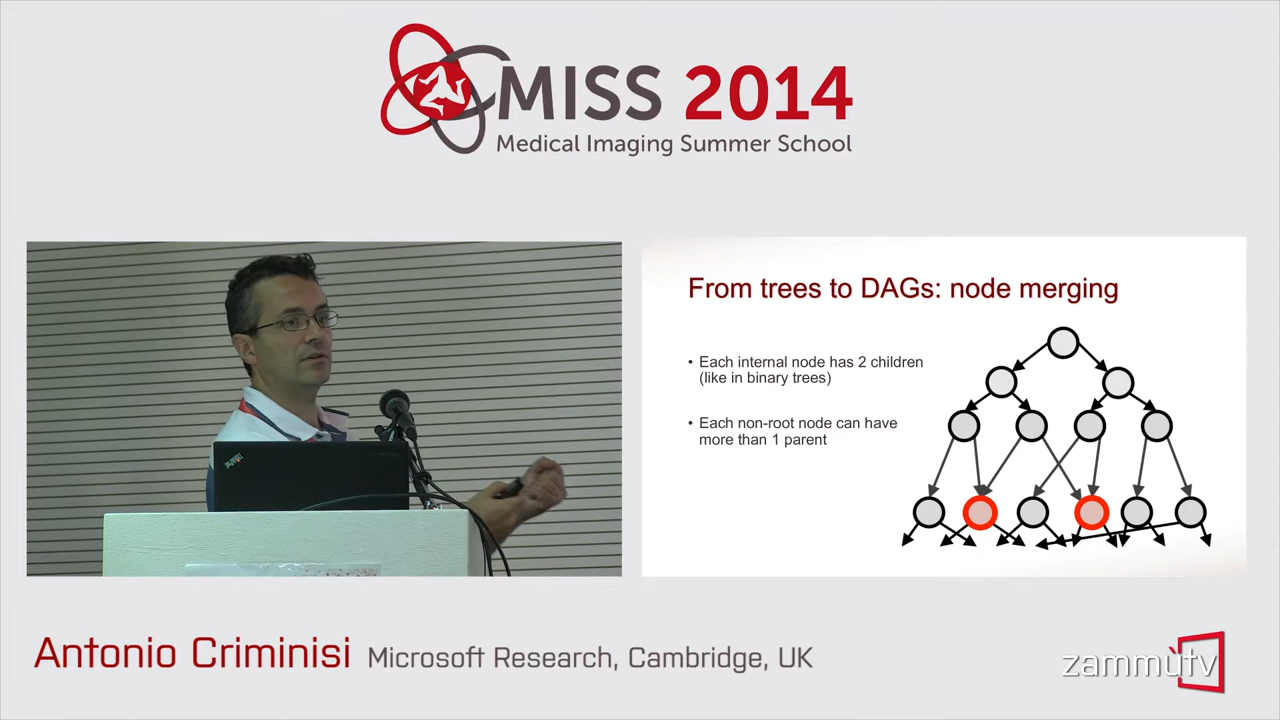 MISS 2014
Medical Imaging Summer School
From trees to DAGs: node merging
• Each internal node has 2 children
(like in binary trees)
• Each non-root node can have
more than 1 parent
Antonio Criminisi Microsoft Research, Cambridge, UK
zammùtv